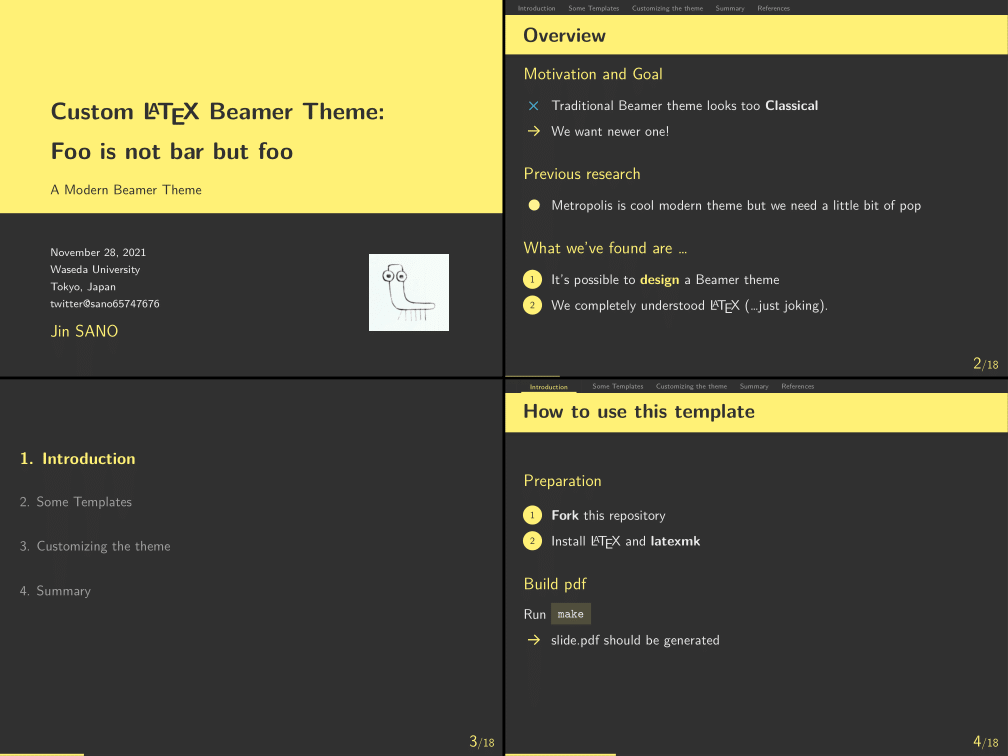 Custom LATEX Beamer Theme:
Foo is not bar but foo
A Modern Beamer Theme
November 28, 2021
Waseda University
Tokyo, Japan
twitter@sano65747676
Jin SANO
Introduction Some Templates Customizing the theme Summary References
Overview
Motivation and Goal
× Traditional Beamer theme looks too Classical
→ We want newer one!
Previous research
● Metropolis is cool modern theme but we need a little bit of pop
What we've found are …
1 It's possible to design a Beamer theme
2 We completely understood LATEX (…just joking).
2/18
1. Introduction
2. Some Templates
3. Customizing the theme
4. Summary
3/18
Introduction Some Templates Customizing the theme Summary References
How to use this template
Preparation
1 Fork this repository
2 Install LATEX and latexmk
Build pdf
Run make
→ slide.pdf should be generated
4/18